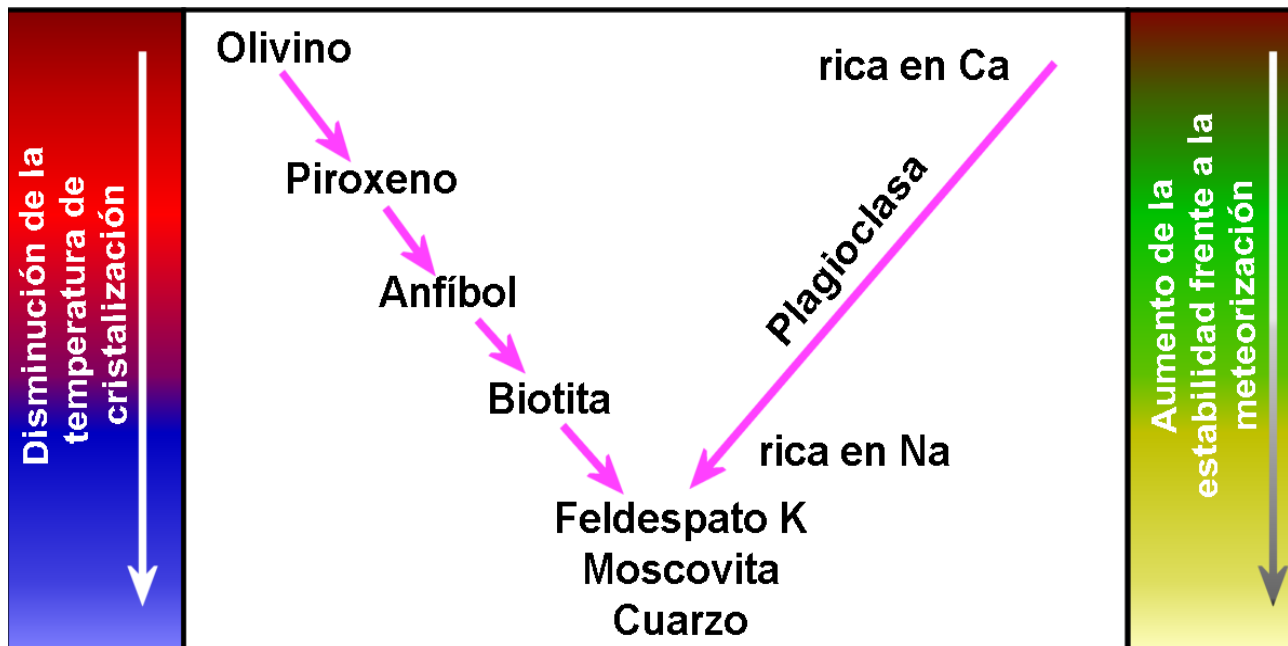 Disminución de la
temperatura de
cristalización
Olivino
Piroxeno
Anfíbol
Biotita
rica en Ca
Plagioclasa
rica en Na
Feldespato K
Moscovita
Cuarzo
Aumento de la
estabilidad frente a la
meteorización